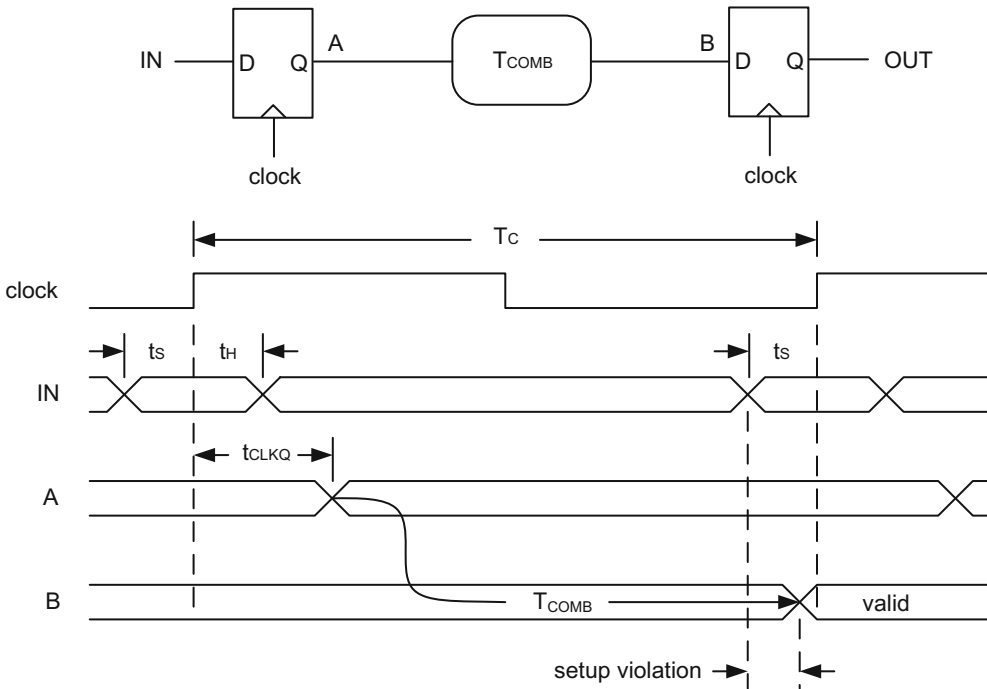 IN
D Q
A
TCOMB
B
D Q
OUT
clock
clock
TC
clock
tS
tH
tS
IN
tCLKQ
A
B
TCOMB
valid
setup violation